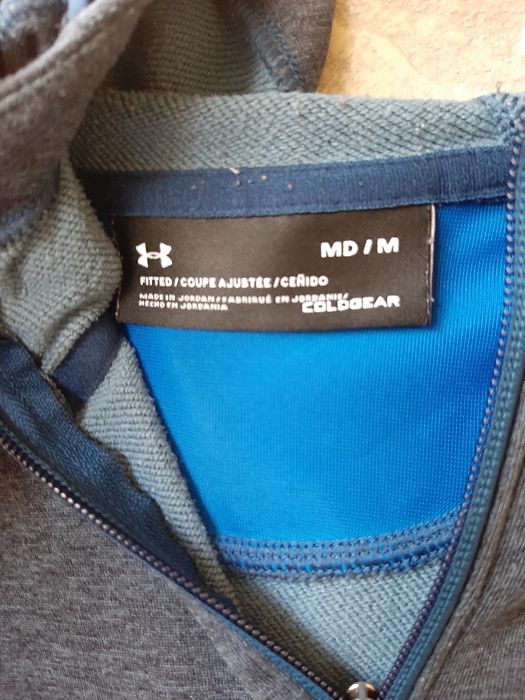 MD / M
FITTED / COUPE AJUSTÉE / CEÑIDO
MADE IN JORDAN / FABRIQUÉ EN JORDANIE/
HECHO EN JORDANIA
COLDGEAR